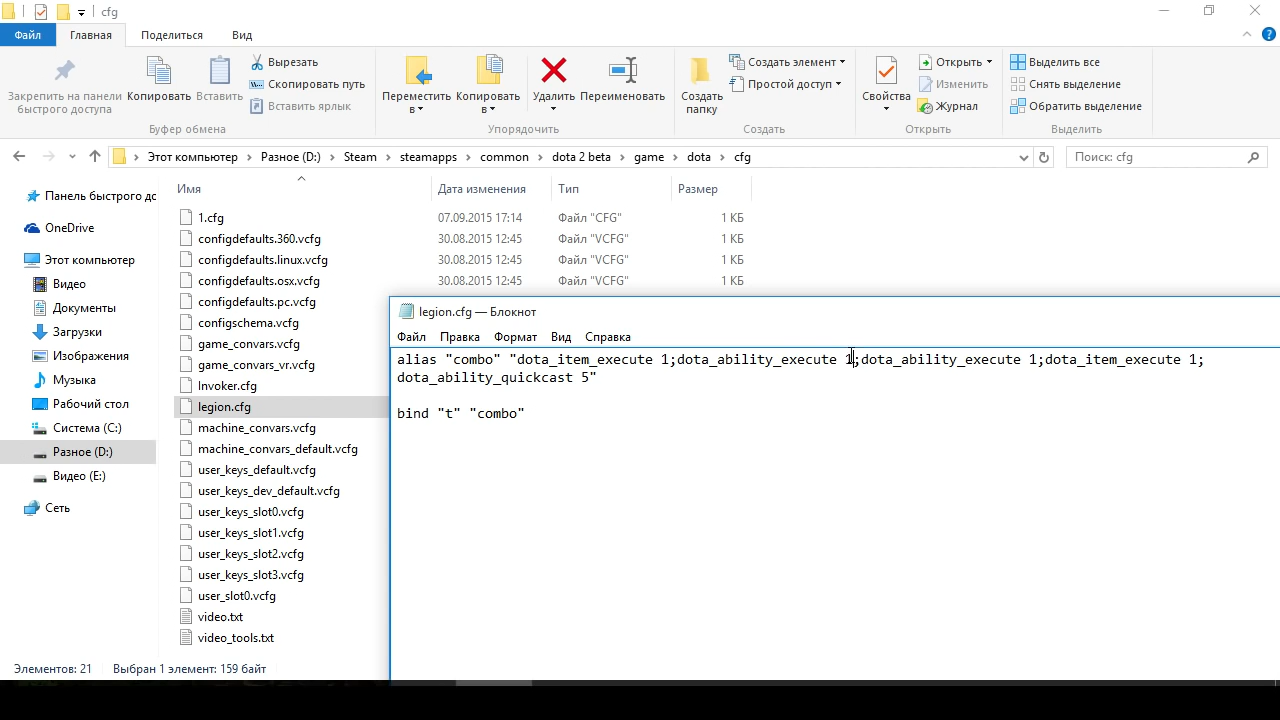 cfg
Файл
Главная
Поделиться
Вид
Закрепить на панели
быстрого доступа
Копировать
Вставить
Вырезать
Скопировать путь
Вставить ярлык
Буфер обмена
Переместить
в
Копировать
в
Удалить
Переименовать
Упорядочить
Создать
папку
Создать элемент
Простой доступ
Создать
Свойства
Открыть
Изменить
Журнал
Открыть
Выделить все
Снять выделение
Обратить выделение
Выделить
Этот компьютер > Разное (D:) > Steam > steamapps > common > dota 2 beta > game > dota > cfg
Поиск: cfg
Панель быстрого дс
OneDrive
Этот компьютер
Видео
Документы
Загрузки
Изображения
Музыка
Рабочий стол
Система (C:)
Разное (D:)
Видео (E:)
Сеть
Имя Дата изменения Тип Размер
1.cfg 07.09.2015 17:14 Файл "CFG" 1 КБ
configdefaults.360.vcfg 30.08.2015 12:45 Файл "VCFG" 1 КБ
configdefaults.linux.vcfg 30.08.2015 12:45 Файл "VCFG" 1 КБ
configdefaults.osx.vcfg 30.08.2015 12:45 Файл "VCFG" 1 КБ
configdefaults.pc.vcfg
configschema.vcfg
game_convars.vcfg
game_convars_vr.vcfg
Invoker.cfg
legion.cfg
machine_convars.vcfg
machine_convars_default.vcfg
user_keys_default.vcfg
user_keys_dev_default.vcfg
user_keys_slot0.vcfg
user_keys_slot1.vcfg
user_keys_slot2.vcfg
user_keys_slot3.vcfg
user_slot0.vcfg
video.txt
video_tools.txt
legion.cfg — Блокнот
Файл Правка Формат Вид Справка
alias "combo" "dota_item_execute 1;dota_ability_execute 1;dota_ability_execute 1;dota_item_execute 1;
dota_ability_quickcast 5"
bind "t" "combo"
Элементов: 21 Выбран 1 элемент: 159 байт